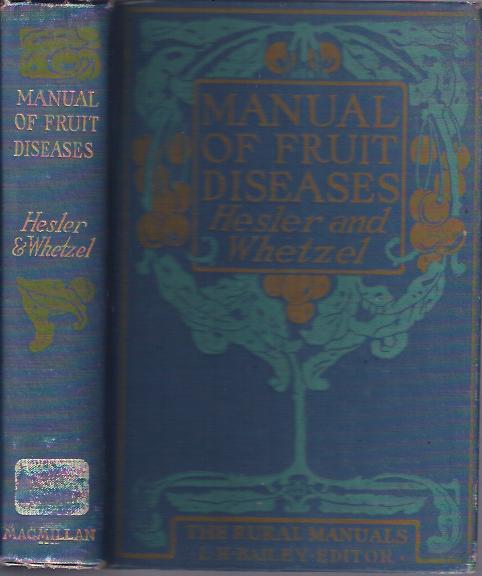 MANUAL
OF FRUIT
DISEASES
Hesler
& Whetzel
MACMILLAN
MANUAL
OF FRUIT
DISEASES
Hesler and
Whetzel
THE RURAL MANUALS
L·H·BAILEY·EDITOR·